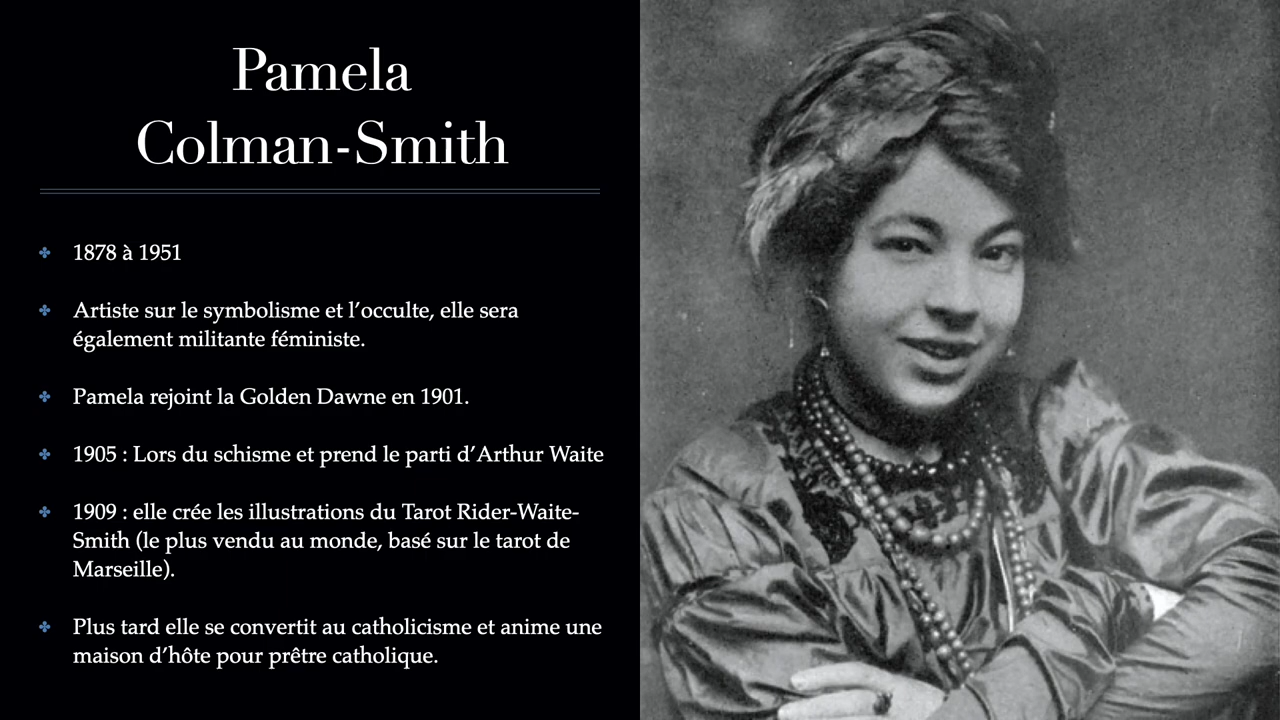 Pamela
Colman-Smith
1878 à 1951
Artiste sur le symbolisme et l’occulte, elle sera
également militante féministe.
Pamela rejoint la Golden Dawne en 1901.
1905 : Lors du schisme et prend le parti d’Arthur Waite
1909 : elle crée les illustrations du Tarot Rider-Waite-
Smith (le plus vendu au monde, basé sur le tarot de
Marseille).
Plus tard elle se convertit au catholicisme et anime une
maison d’hôte pour prêtre catholique.